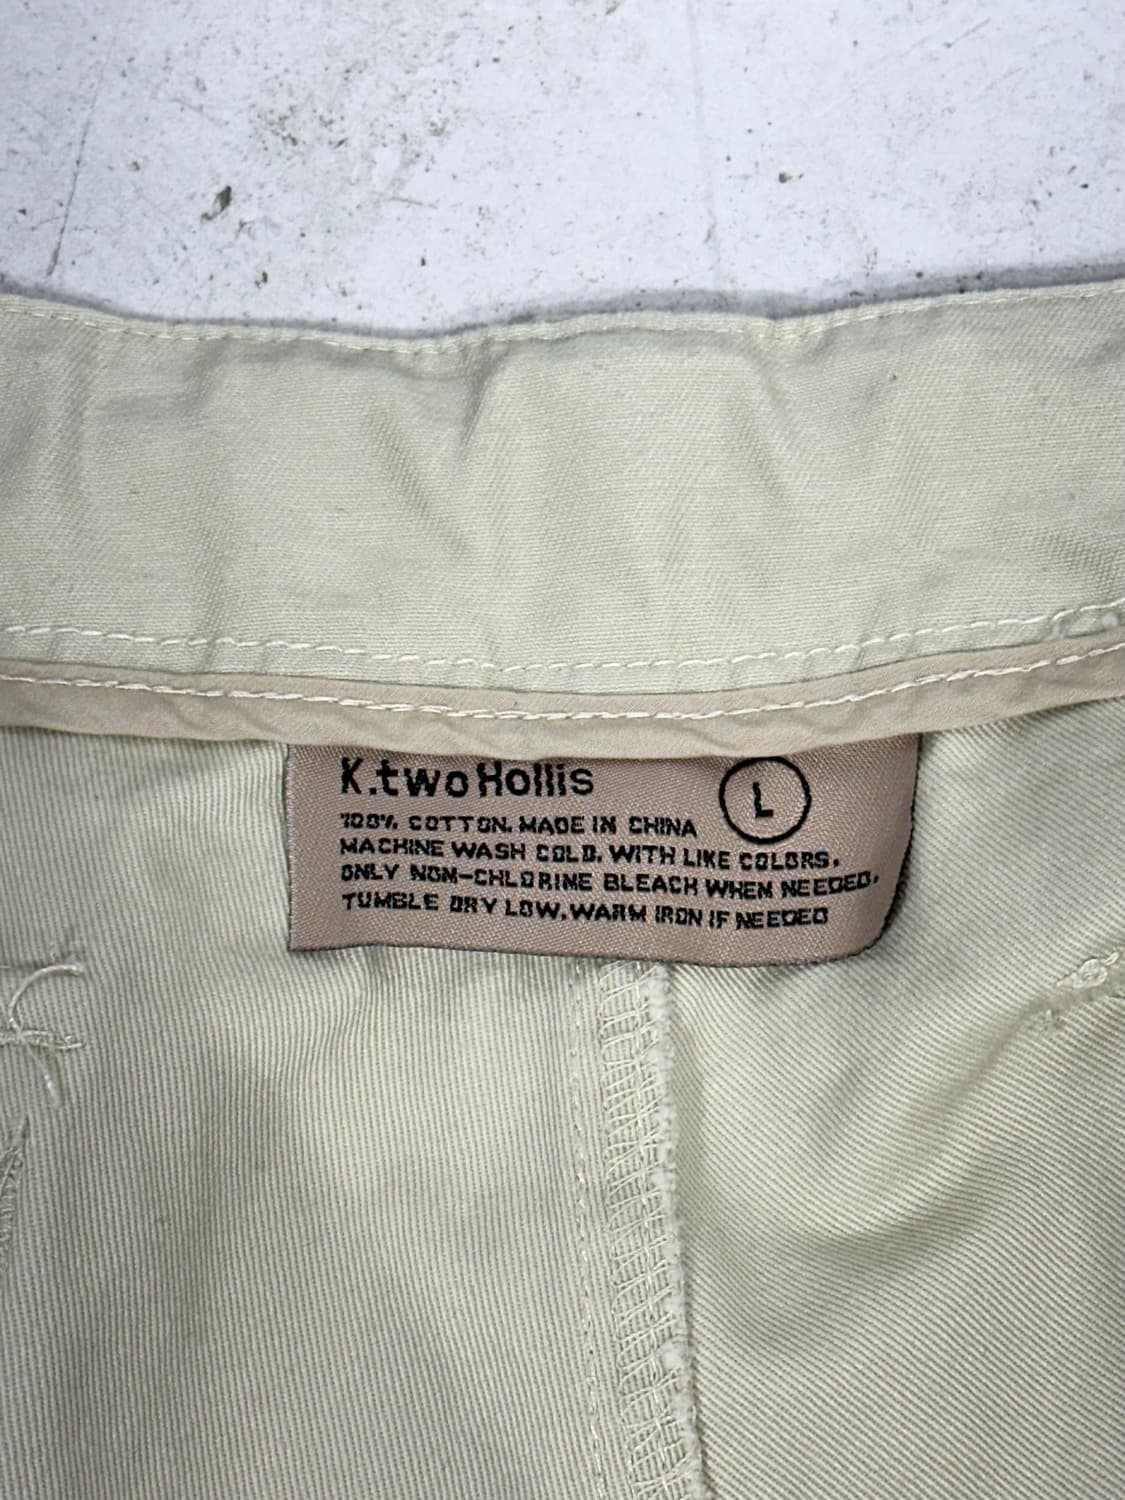 K.two Hollis
L
100% COTTON. MADE IN CHINA
MACHINE WASH COLD. WITH LIKE COLORS.
ONLY NON-CHLORINE BLEACH WHEN NEEDED.
TUMBLE DRY LOW. WARM IRON IF NEEDED